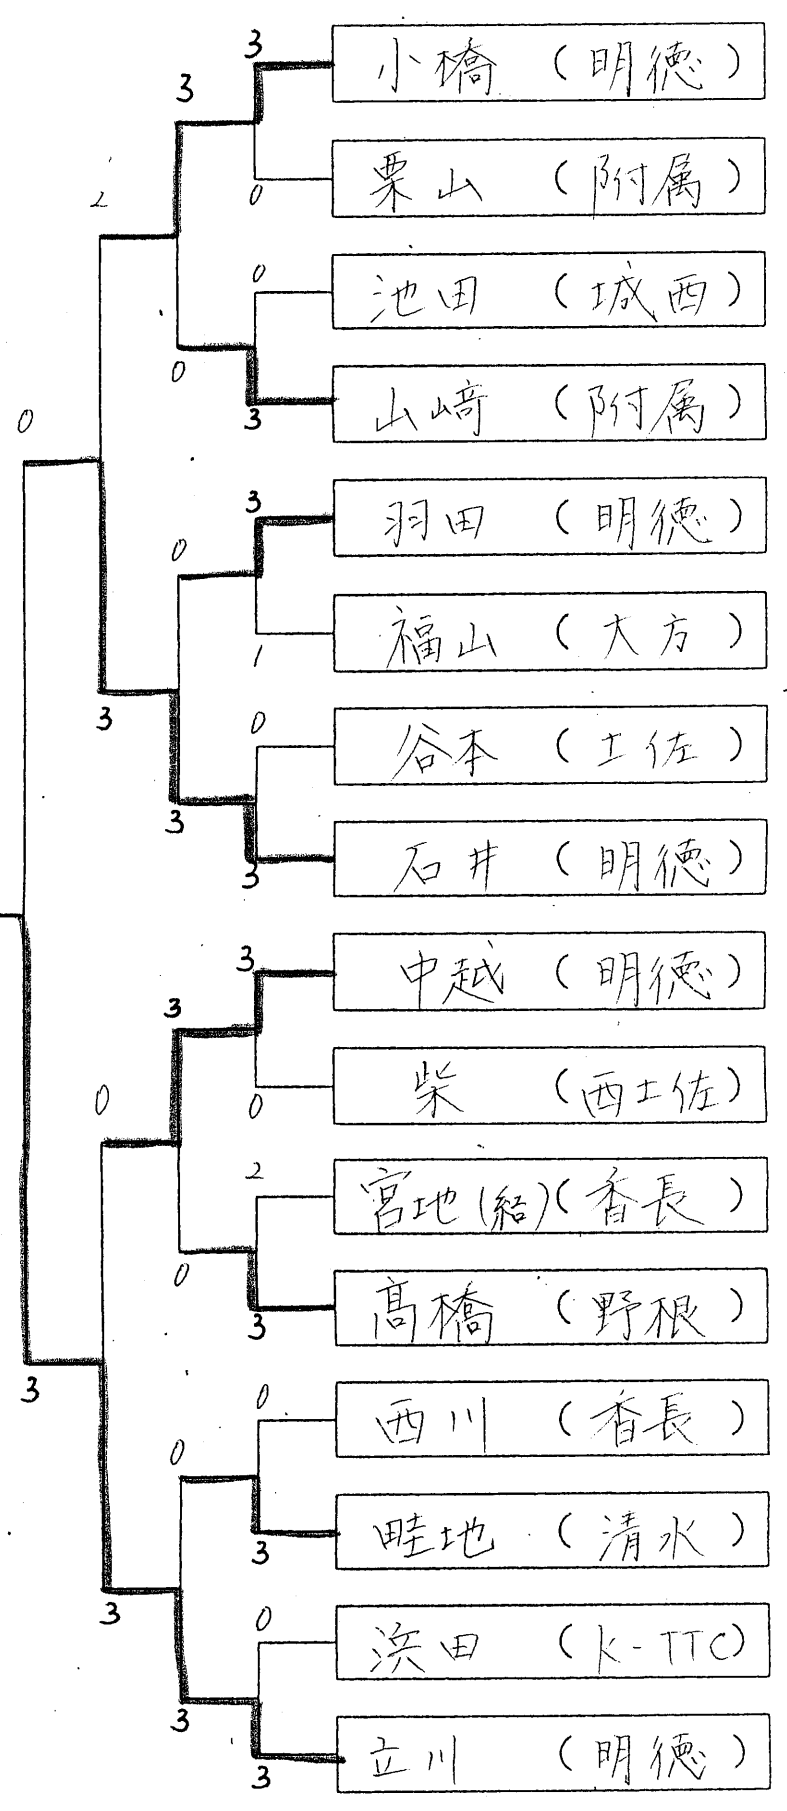 3
小橋 (明徳)
3
2
0
栗山 (附属)
0
池田 (城西)
0
3
山﨑 (附属)
0
3
羽田 (明徳)
0
1
福山 (大方)
3
0
谷本 (土佐)
3
3
石井 (明徳)
3
中越 (明徳)
3
0
0
柴 (西土佐)
2
宮地(結)(香長)
0
3
髙橋 (野根)
3
0
西川 (香長)
0
3
畦地 (清水)
3
0
浜田 (K-TTC)
3
3
立川 (明徳)